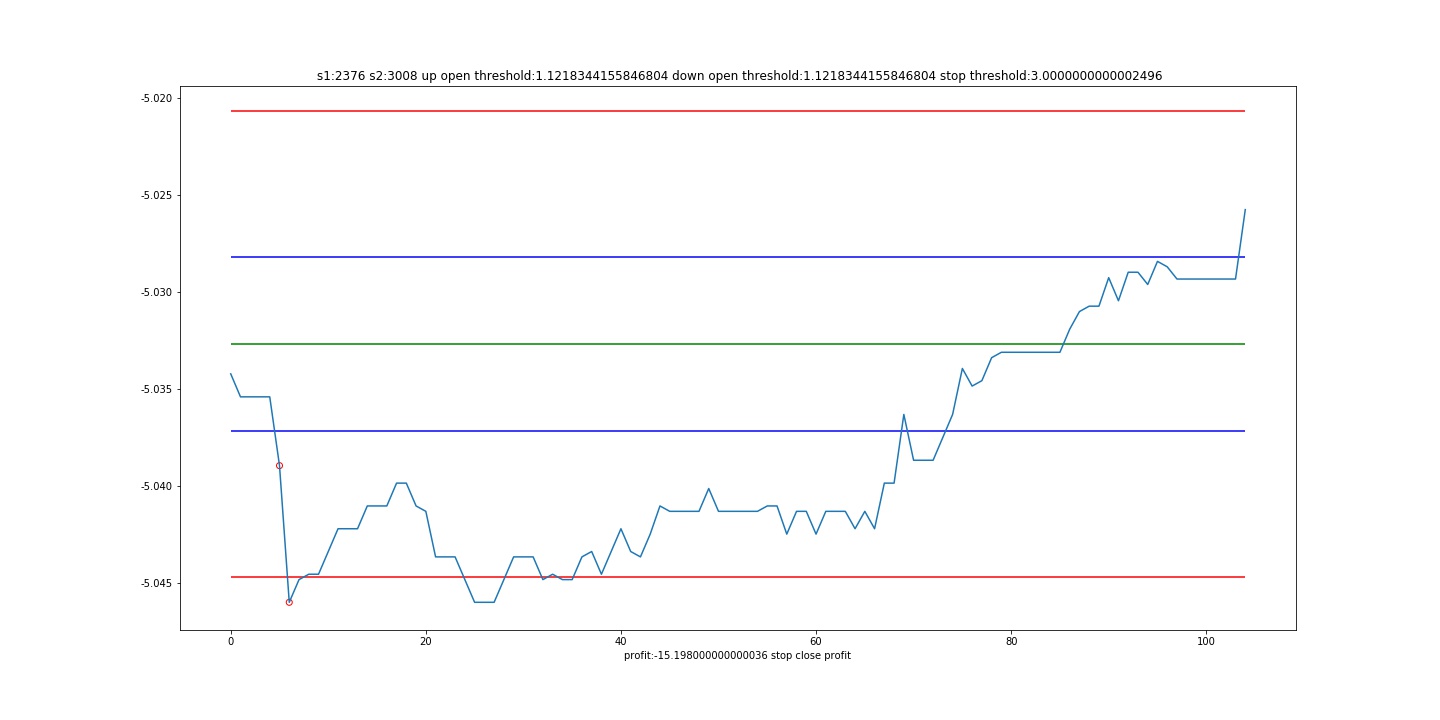 s1:2376 s2:3008 up open threshold:1.1218344155846804 down open threshold:1.1218344155846804 stop threshold:3.0000000000002496
-5.020
-5.025
-5.030
-5.035
-5.040
-5.045
0 20 40 60 80 100
profit:-15.198000000000036 stop close profit